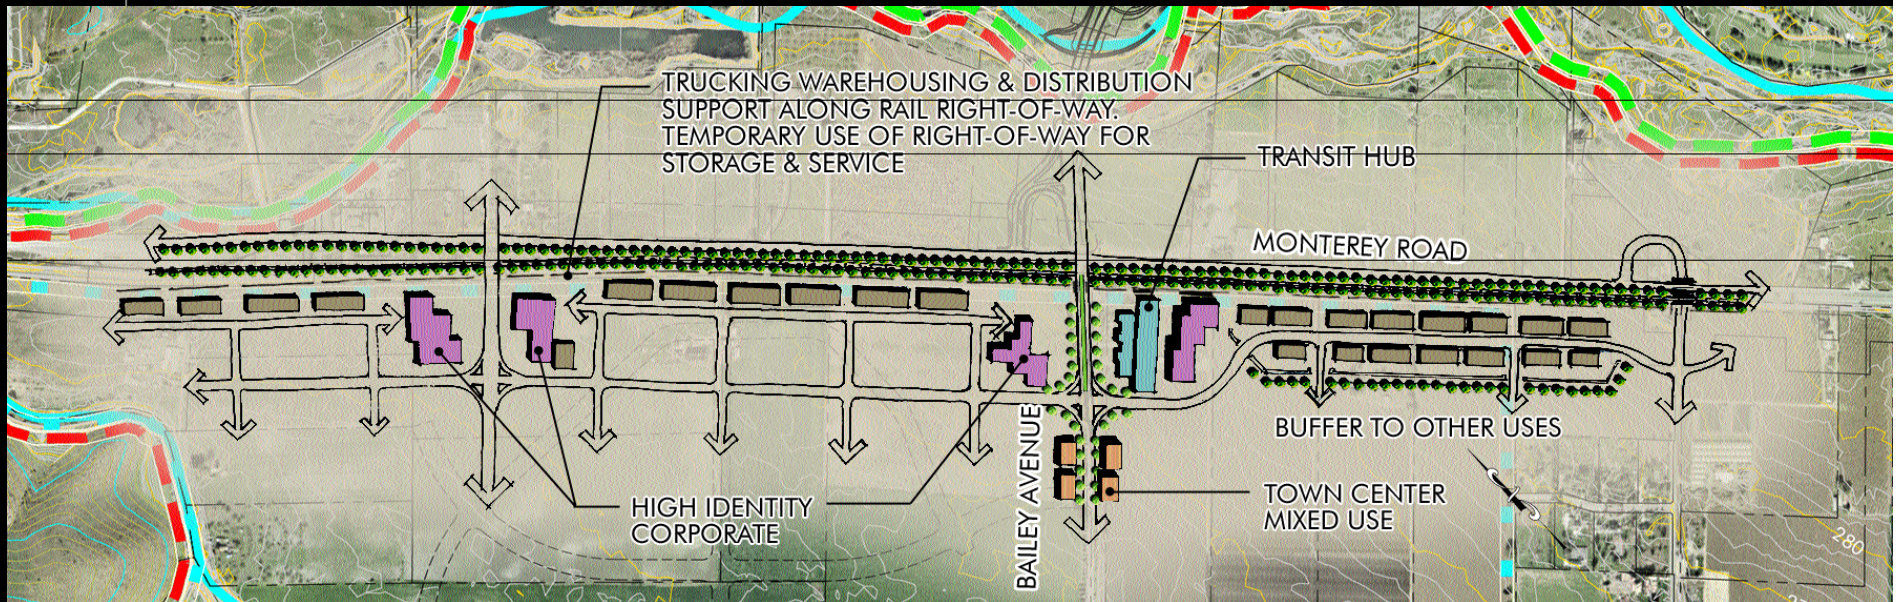 TRUCKING WAREHOUSING & DISTRIBUTION
SUPPORT ALONG RAIL RIGHT-OF-WAY.
TEMPORARY USE OF RIGHT-OF-WAY FOR
STORAGE & SERVICE
TRANSIT HUB
MONTEREY ROAD
BUFFER TO OTHER USES
HIGH IDENTITY
CORPORATE
BAILEY AVENUE
TOWN CENTER
MIXED USE
280